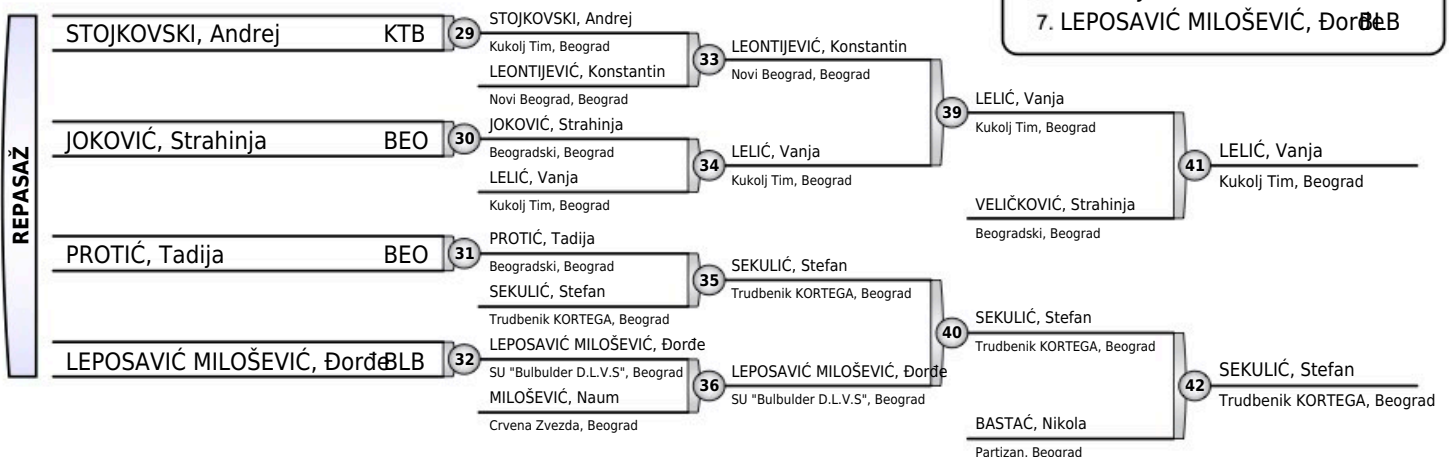 7. LEPOSAVIĆ MILOŠEVIĆ, Đorđe BLB
REPASAŽ
STOJKOVSKI, Andrej KTB
29
STOJKOVSKI, Andrej
Kukolj Tim, Beograd
LEONTIJEVIĆ, Konstantin
Novi Beograd, Beograd
33
LEONTIJEVIĆ, Konstantin
Novi Beograd, Beograd
JOKOVIĆ, Strahinja BEO
30
JOKOVIĆ, Strahinja
Beogradski, Beograd
LELIĆ, Vanja
Kukolj Tim, Beograd
34
LELIĆ, Vanja
Kukolj Tim, Beograd
39
LELIĆ, Vanja
Kukolj Tim, Beograd
VELIČKOVIĆ, Strahinja
Beogradski, Beograd
41
LELIĆ, Vanja
Kukolj Tim, Beograd
PROTIĆ, Tadija BEO
31
PROTIĆ, Tadija
Beogradski, Beograd
SEKULIĆ, Stefan
Trudbenik KORTEGA, Beograd
35
SEKULIĆ, Stefan
Trudbenik KORTEGA, Beograd
LEPOSAVIĆ MILOŠEVIĆ, Đorđe BLB
32
LEPOSAVIĆ MILOŠEVIĆ, Đorđe
SU "Bulbulder D.L.V.S", Beograd
MILOŠEVIĆ, Naum
Crvena Zvezda, Beograd
36
LEPOSAVIĆ MILOŠEVIĆ, Đorđe
SU "Bulbulder D.L.V.S", Beograd
40
SEKULIĆ, Stefan
Trudbenik KORTEGA, Beograd
BASTAĆ, Nikola
Partizan, Beograd
42
SEKULIĆ, Stefan
Trudbenik KORTEGA, Beograd